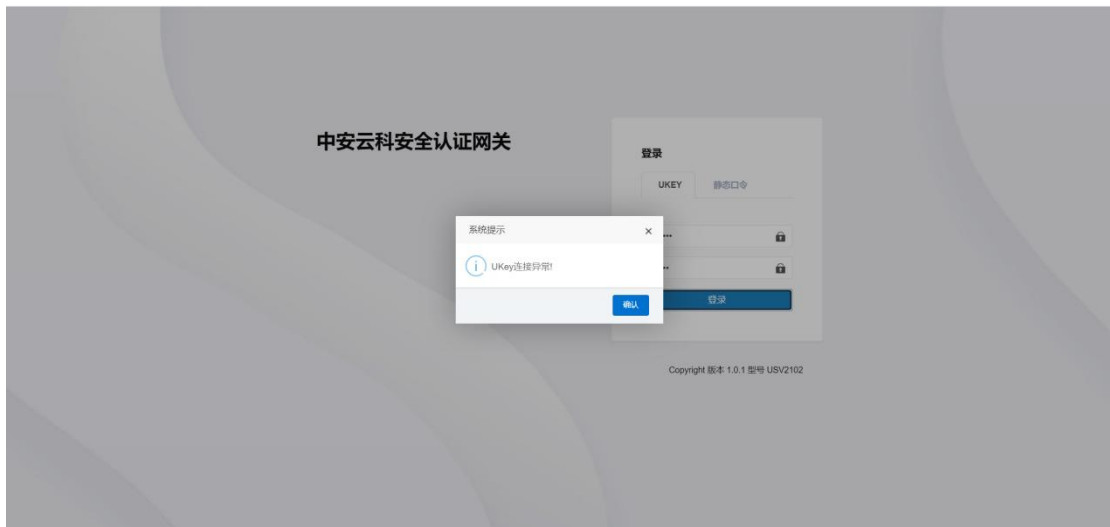 中安云科安全认证网关
登录
UKEY 静态口令
系统提示
UKey连接异常!
确认
登录
Copyright 版本 1.0.1 型号 USV2102